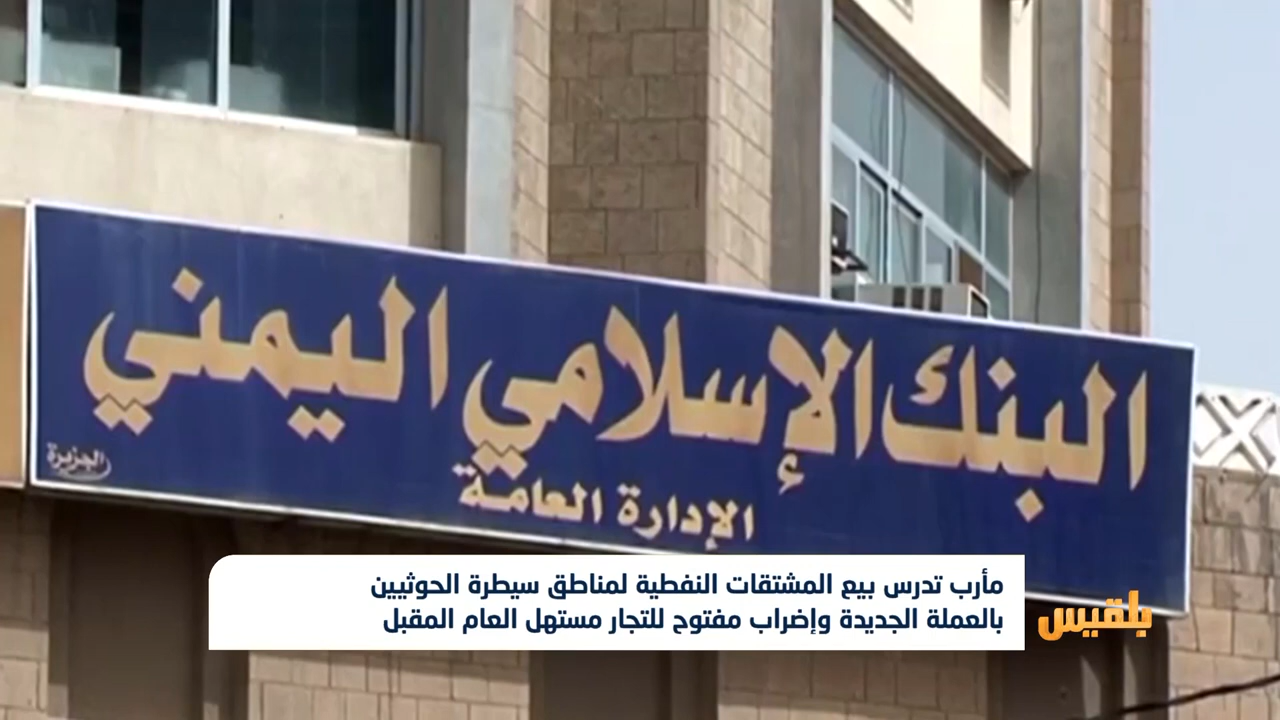 البنك الإسلامي اليمني
الإدارة العامة
الجزيرة
مأرب تدرس بيع المشتقات النفطية لمناطق سيطرة الحوثيين
بالعملة الجديدة وإضراب مفتوح للتجار مستهل العام المقبل
بلقيس